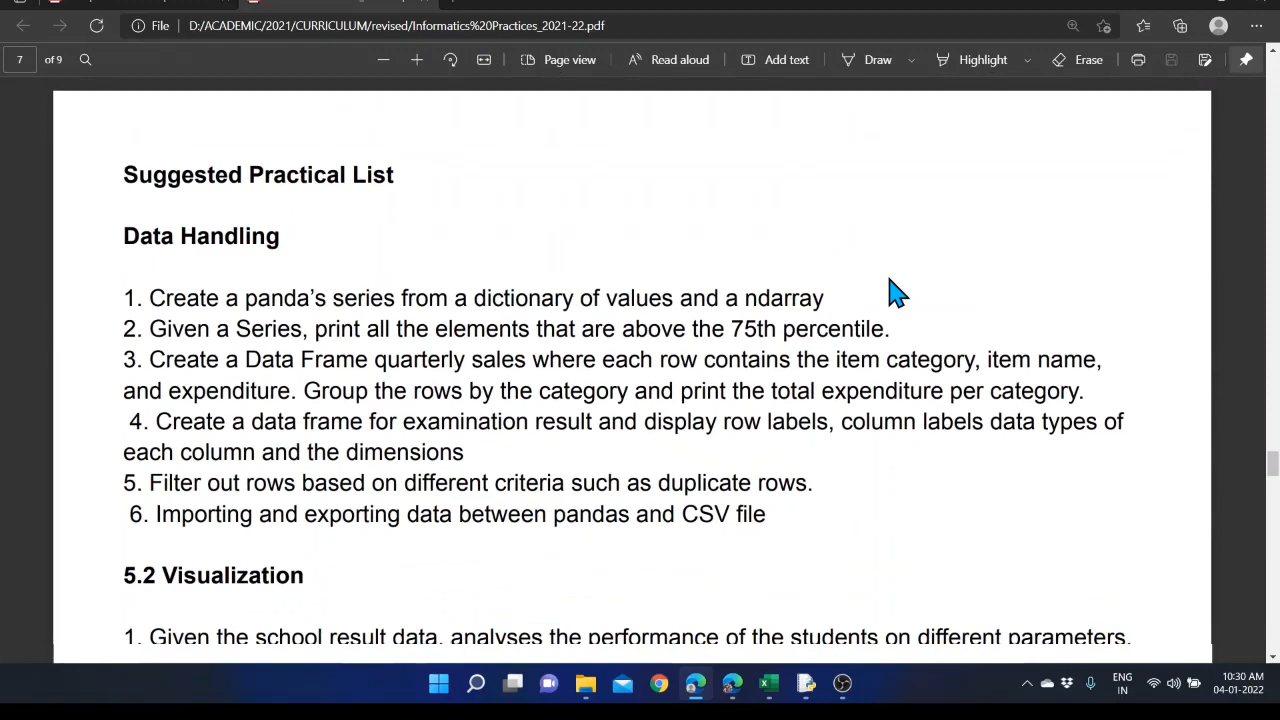 File D:/ACADEMIC/2021/CURRICULUM/revised/Informatics%20Practices_2021-22.pdf
7 of 9 Page view Read aloud Add text Draw Highlight Erase
Suggested Practical List
Data Handling
1. Create a panda's series from a dictionary of values and a ndarray
2. Given a Series, print all the elements that are above the 75th percentile.
3. Create a Data Frame quarterly sales where each row contains the item category, item name,
and expenditure. Group the rows by the category and print the total expenditure per category.
4. Create a data frame for examination result and display row labels, column labels data types of
each column and the dimensions
5. Filter out rows based on different criteria such as duplicate rows.
6. Importing and exporting data between pandas and CSV file
5.2 Visualization
1. Given the school result data, analyses the performance of the students on different parameters,
ENG 10:30 AM
IN 04-01-2022